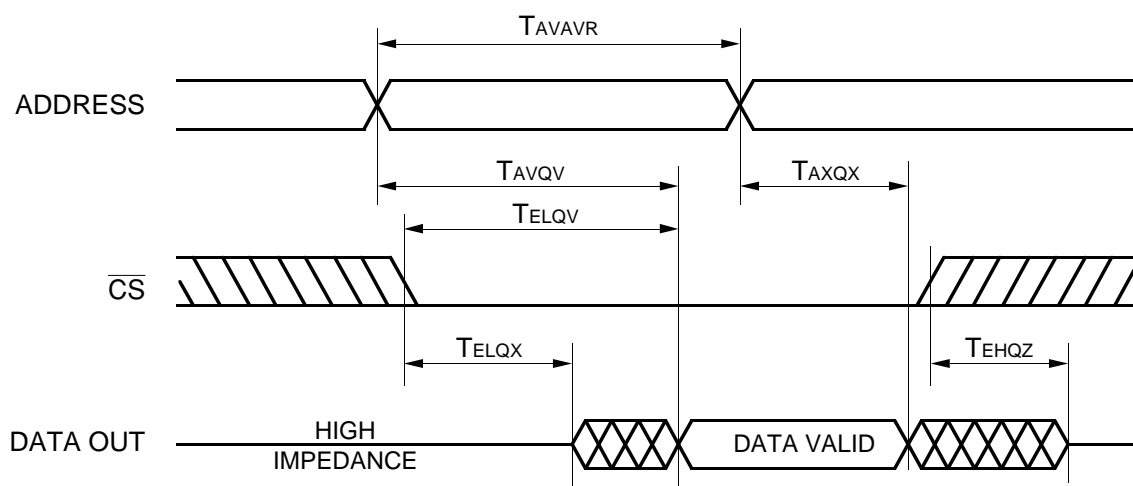 TAVAVR
ADDRESS
TAVQV
TAXQX
TELQV
CS
TELQX
TEHQZ
DATA OUT
HIGH
IMPEDANCE
DATA VALID